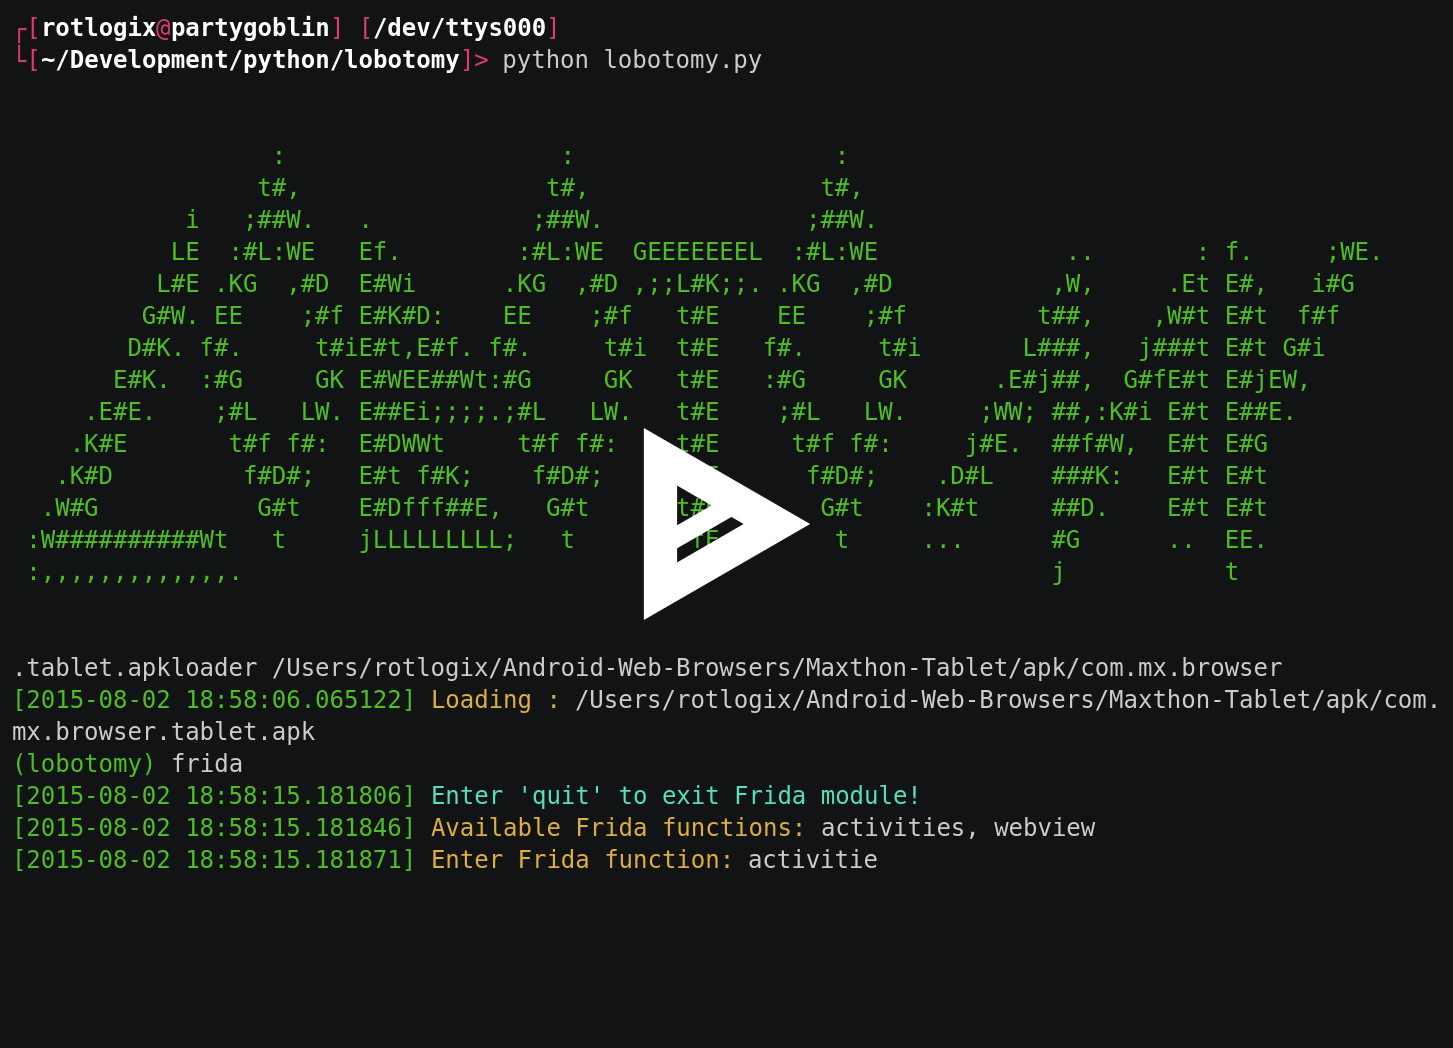 ┌[rotlogix@partygoblin] [/dev/ttys000]
└[~/Development/python/lobotomy]> python lobotomy.py
                  :                   :                  :
                 t#,                 t#,                t#,
            i   ;##W.   .           ;##W.              ;##W.
           LE  :#L:WE   Ef.        :#L:WE  GEEEEEEEL  :#L:WE             ..       : f.     ;WE.
          L#E .KG  ,#D  E#Wi      .KG  ,#D ,;;L#K;;. .KG  ,#D           ,W,     .Et E#,   i#G
         G#W. EE    ;#f E#K#D:    EE    ;#f   t#E    EE    ;#f         t##,    ,W#t E#t  f#f
        D#K. f#.     t#iE#t,E#f. f#.     t#i  t#E   f#.     t#i       L###,   j###t E#t G#i
       E#K.  :#G     GK E#WEE##Wt:#G     GK   t#E   :#G     GK      .E#j##,  G#fE#t E#jEW,
     .E#E.    ;#L   LW. E##Ei;;;;.;#L   LW.   t#E    ;#L   LW.     ;WW; ##,:K#i E#t E##E.
    .K#E       t#f f#:  E#DWWt     t#f f#:    t#E     t#f f#:     j#E.  ##f#W,  E#t E#G
   .K#D         f#D#;   E#t f#K;    f#D#;              f#D#;    .D#L    ###K:   E#t E#t
  .W#G           G#t    E#Dfff##E,   G#t      t#        G#t    :K#t     ##D.    E#t E#t
 :W##########Wt   t     jLLLLLLLLL;   t        fE        t     ...      #G      ..  EE.
 :,,,,,,,,,,,,,.                                                        j           t
.tablet.apkloader /Users/rotlogix/Android-Web-Browsers/Maxthon-Tablet/apk/com.mx.browser
[2015-08-02 18:58:06.065122] Loading : /Users/rotlogix/Android-Web-Browsers/Maxthon-Tablet/apk/com.
mx.browser.tablet.apk
(lobotomy) frida
[2015-08-02 18:58:15.181806] Enter 'quit' to exit Frida module!
[2015-08-02 18:58:15.181846] Available Frida functions: activities, webview
[2015-08-02 18:58:15.181871] Enter Frida function: activitie